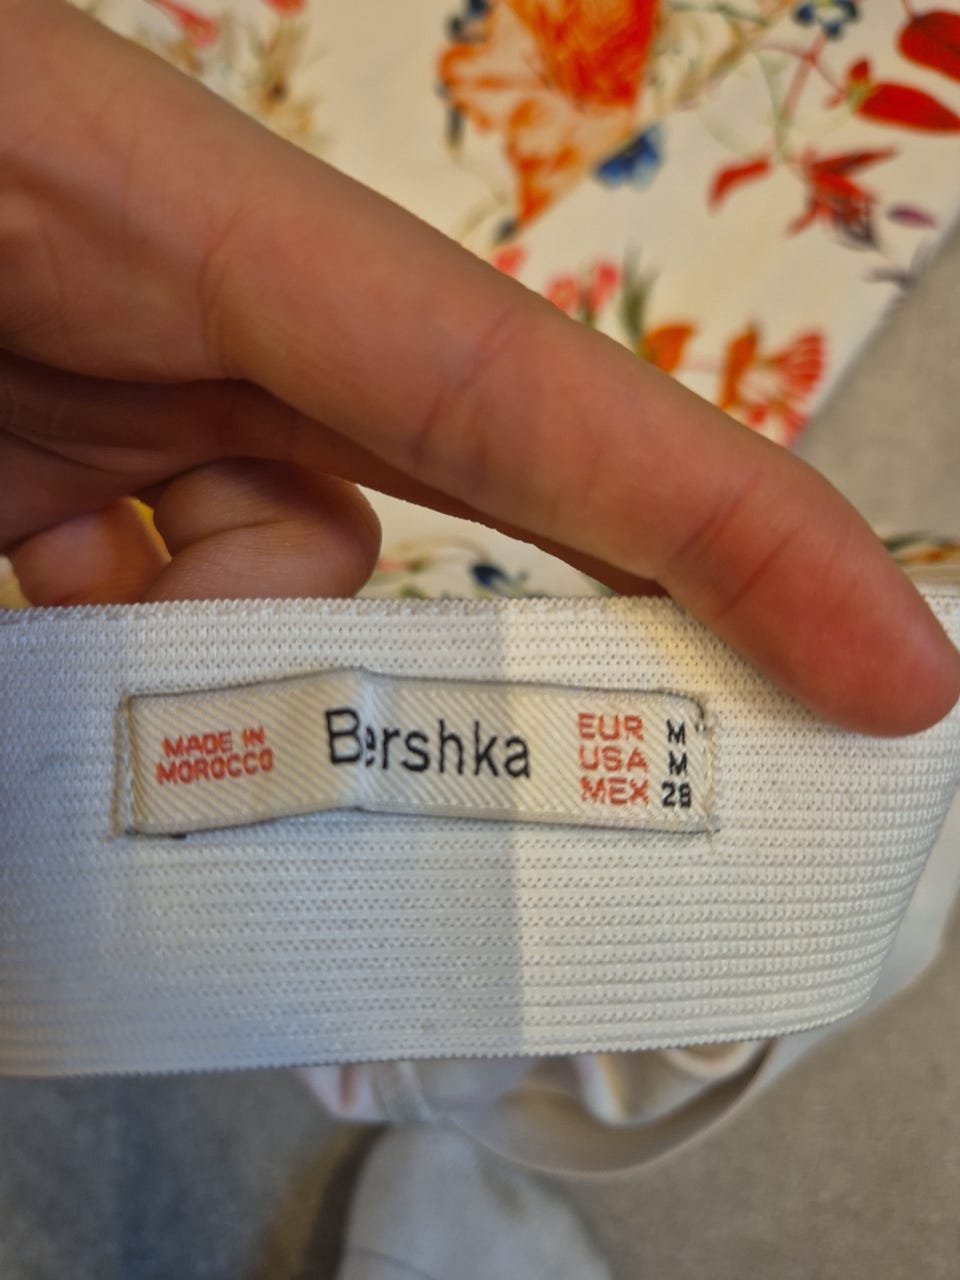 MADE IN
MOROCCO
Bershka
EUR M
USA M
MEX 28